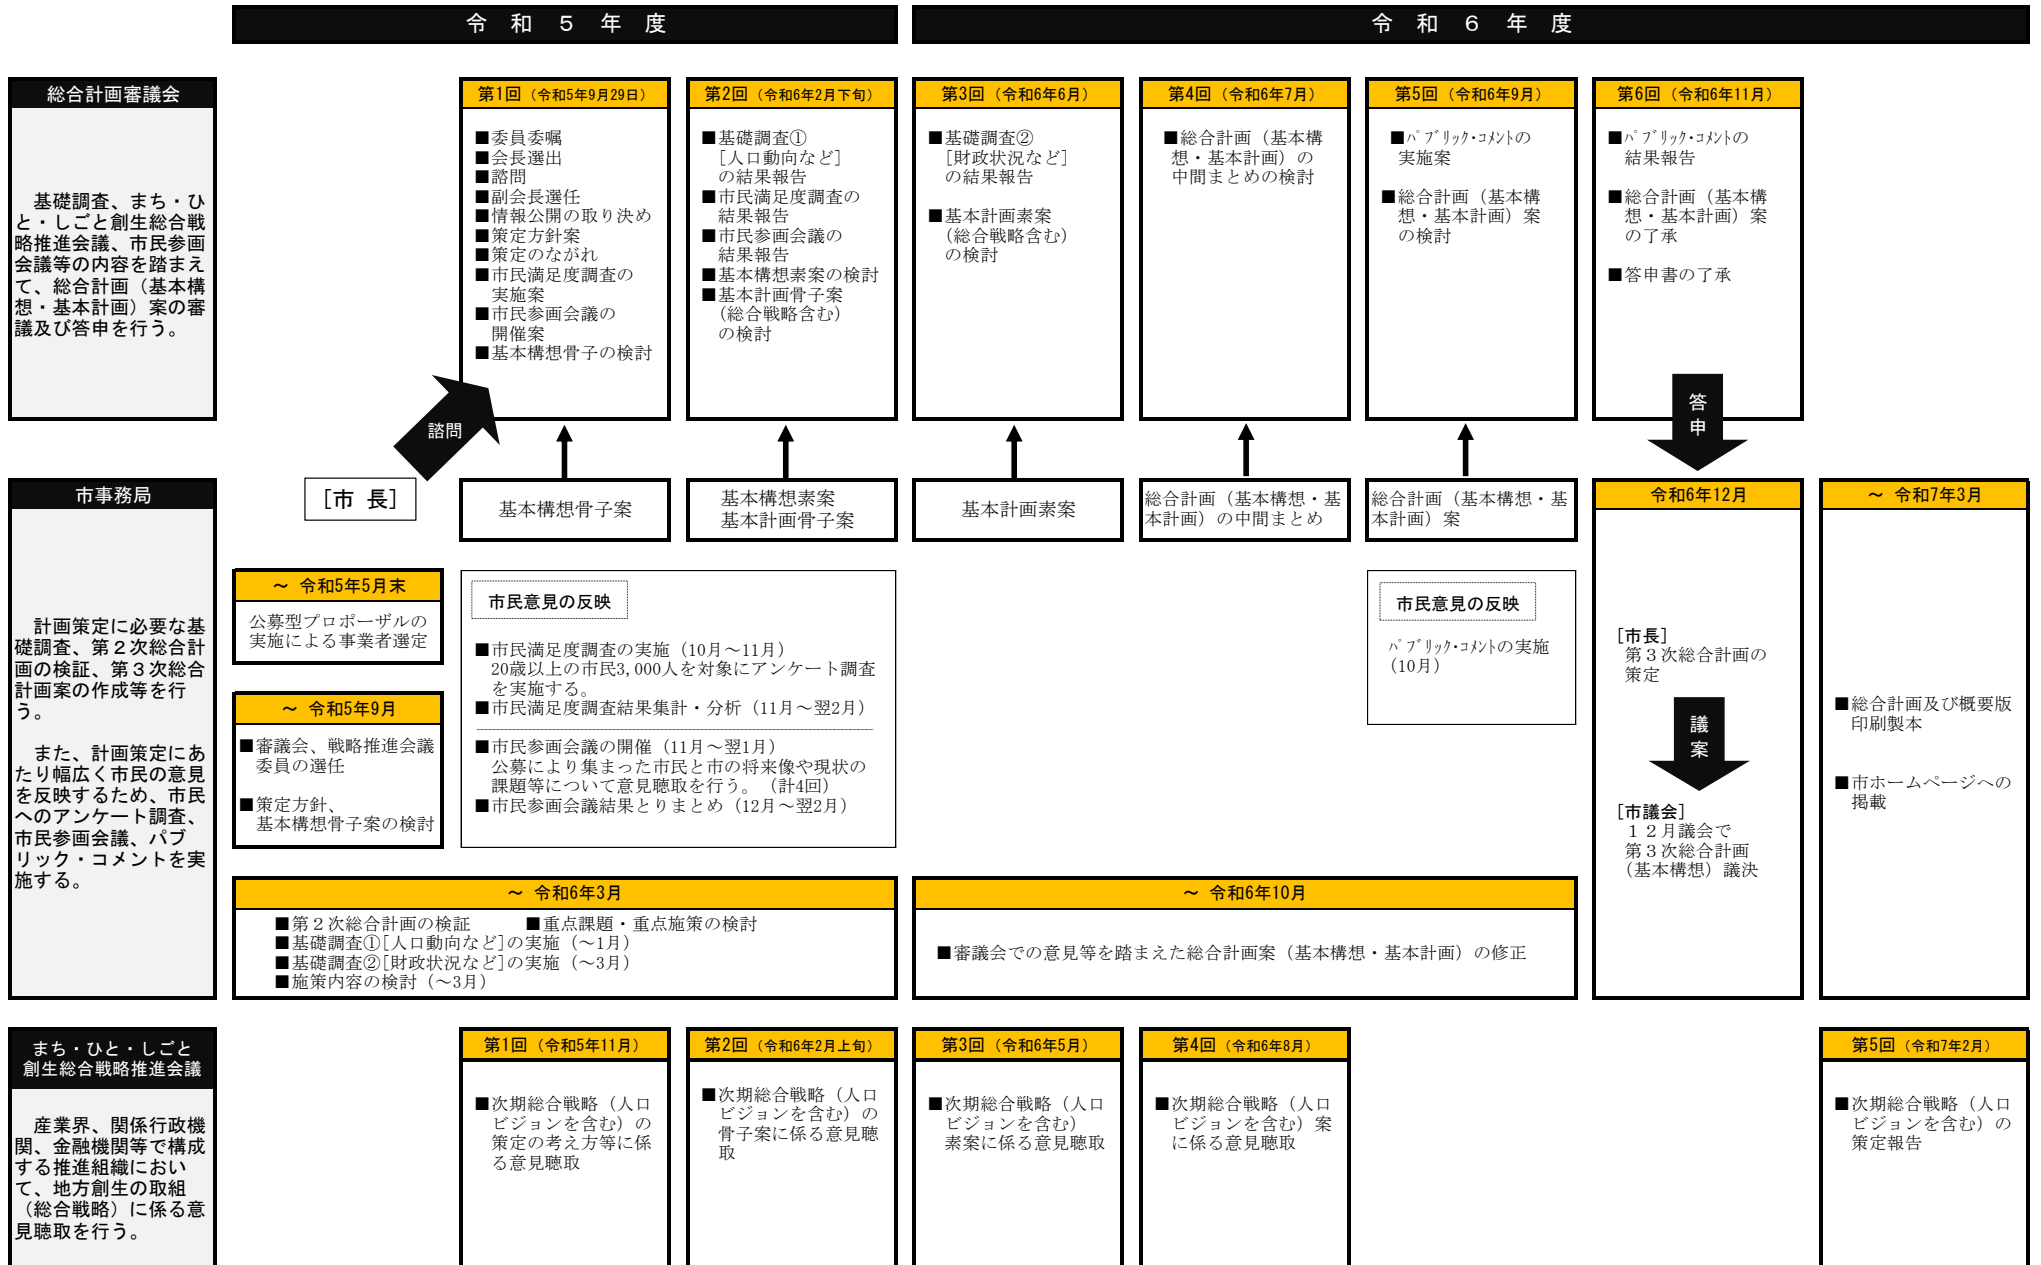 令和５年度
令和６年度
総合計画審議会
基礎調査、まち・ひ
と・しごと創生総合戦
略推進会議、市民参画
会議等の内容を踏まえ
て、総合計画（基本構
想・基本計画）案の審
議及び答申を行う。
第1回（令和5年9月29日）
■委員委嘱
■会長選出
■諮問
■副会長選任
■情報公開の取り決め
■策定方針案
■策定のながれ
■市民満足度調査の
実施案
■市民参画会議の
開催案
■基本構想骨子の検討
第2回（令和6年2月下旬）
■基礎調査①
［人口動向など］
の結果報告
■市民満足度調査の
結果報告
■市民参画会議の
結果報告
■基本構想素案の検討
■基本計画骨子案
（総合戦略含む）
の検討
第3回（令和6年6月）
■基礎調査②
［財政状況など］
の結果報告
■基本計画素案
（総合戦略含む）
の検討
第4回（令和6年7月）
■総合計画（基本構
想・基本計画）の
中間まとめの検討
第5回（令和6年9月）
■ﾊﾟﾌﾞﾘｯｸ･ｺﾒﾝﾄの
実施案
■総合計画（基本構
想・基本計画）案
の検討
第6回（令和6年11月）
■ﾊﾟﾌﾞﾘｯｸ･ｺﾒﾝﾄの
結果報告
■総合計画（基本構
想・基本計画）案
の了承
■答申書の了承
諮問
答申
市事務局
計画策定に必要な基
礎調査、第２次総合計
画の検証、第３次総合
計画案の作成等を行
う。
また、計画策定にあ
たり幅広く市民の意見
を反映するため、市民
へのアンケート調査、
市民参画会議、パブ
リック・コメントを実
施する。
［市 長］
基本構想骨子案
基本構想素案
基本計画骨子案
基本計画素案
総合計画（基本構想・基
本計画）の中間まとめ
総合計画（基本構想・基
本計画）案
～ 令和5年5月末
公募型プロポーザルの
実施による事業者選定
～ 令和5年9月
■審議会、戦略推進会議
委員の選任
■策定方針、
基本構想骨子案の検討
市民意見の反映
■市民満足度調査の実施（10月～11月）
20歳以上の市民3,000人を対象にアンケート調査
を実施する。
■市民満足度調査結果集計・分析（11月～翌2月）
■市民参画会議の開催（11月～翌1月）
公募により集まった市民と市の将来像や現状の
課題等について意見聴取を行う。（計4回）
■市民参画会議結果とりまとめ（12月～翌2月）
市民意見の反映
ﾊﾟﾌﾞﾘｯｸ･ｺﾒﾝﾄの実施
（10月）
～ 令和6年3月
■第２次総合計画の検証　■重点課題・重点施策の検討
■基礎調査①［人口動向など］の実施（～1月）
■基礎調査②［財政状況など］の実施（～3月）
■施策内容の検討（～3月）
～ 令和6年10月
■審議会での意見等を踏まえた総合計画案（基本構想・基本計画）の修正
令和6年12月
［市長］
第３次総合計画の
策定
議案
［市議会］
１２月議会で
第３次総合計画
（基本構想）議決
～ 令和7年3月
■総合計画及び概要版
印刷製本
■市ホームページへの
掲載
まち・ひと・しごと
創生総合戦略推進会議
産業界、関係行政機
関、金融機関等で構成
する推進組織におい
て、地方創生の取組
（総合戦略）に係る意
見聴取を行う。
第1回（令和5年11月）
■次期総合戦略（人口
ビジョンを含む）の
策定の考え方等に係
る意見聴取
第2回（令和6年2月上旬）
■次期総合戦略（人口
ビジョンを含む）の
骨子案に係る意見聴
取
第3回（令和6年5月）
■次期総合戦略（人口
ビジョンを含む）
素案に係る意見聴取
第4回（令和6年8月）
■次期総合戦略（人口
ビジョンを含む）案
に係る意見聴取
第5回（令和7年2月）
■次期総合戦略（人口
ビジョンを含む）の
策定報告